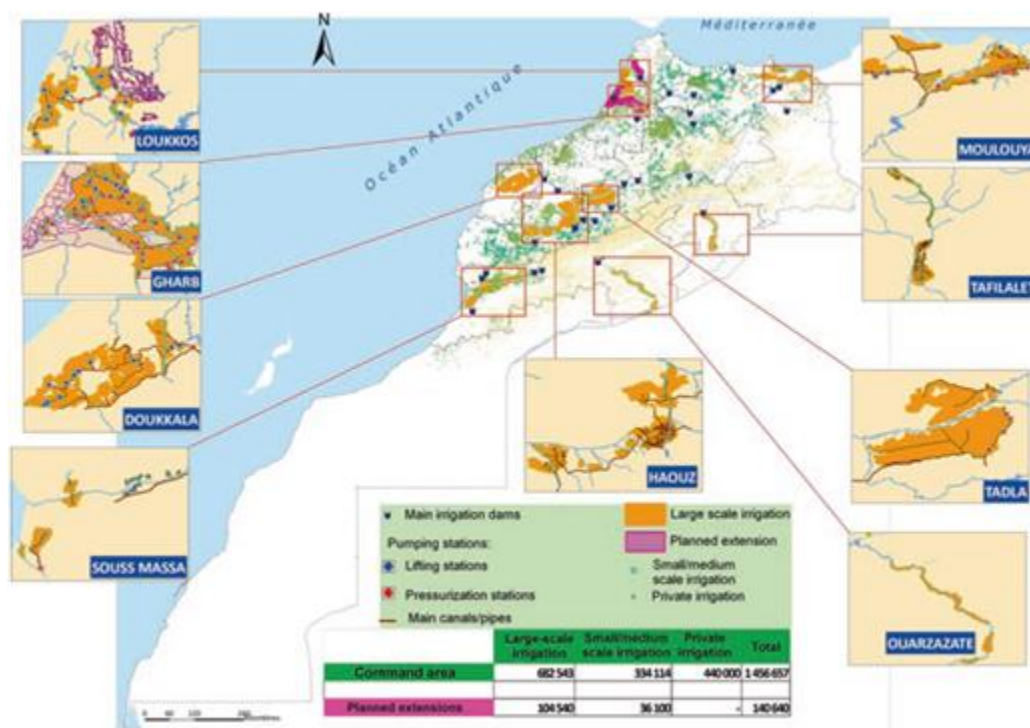 N
Méditerranée
Océan Atlantique
LOUKKOS
GHARB
DOUKKALA
SOUSS MASSA
MOULOUYA
TAFILALET
HAOUZ
TADLA
OUARZAZATE
Main irrigation dams
Pumping stations:
Lifting stations
Pressurization stations
Main canals/pipes
Large scale irrigation
Planned extension
Small/medium
scale irrigation
Private irrigation
Large-scale irrigation Small/medium scale irrigation Private irrigation Total
Command area 682 543 334 114 440 000 1 456 657
Planned extensions 104 540 36 100 - 140 640
0